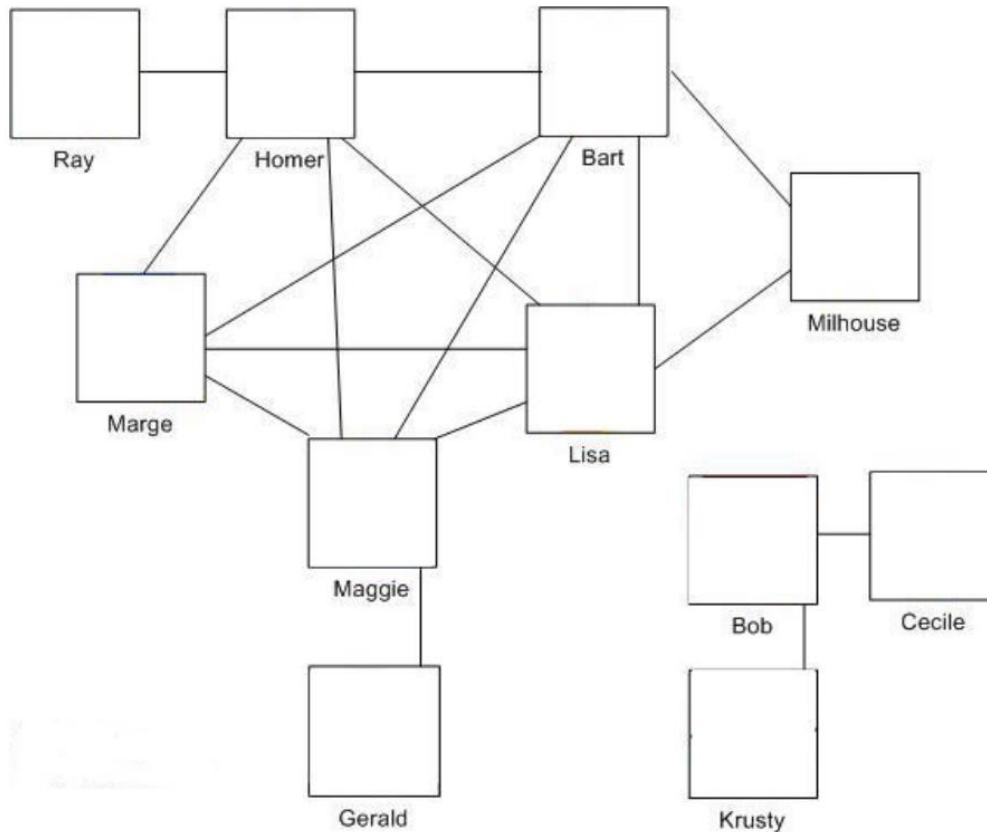 Ray
Homer
Bart
Milhouse
Marge
Lisa
Maggie
Bob
Cecile
Gerald
Krusty